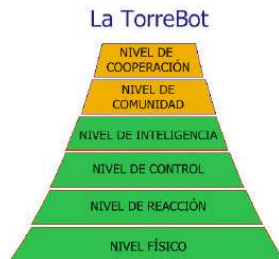 La TorreBot
NIVEL DE
COOPERACIÓN
NIVEL DE
COMUNIDAD
NIVEL DE INTELIGENCIA
NIVEL DE CONTROL
NIVEL DE REACCIÓN
NIVEL FÍSICO